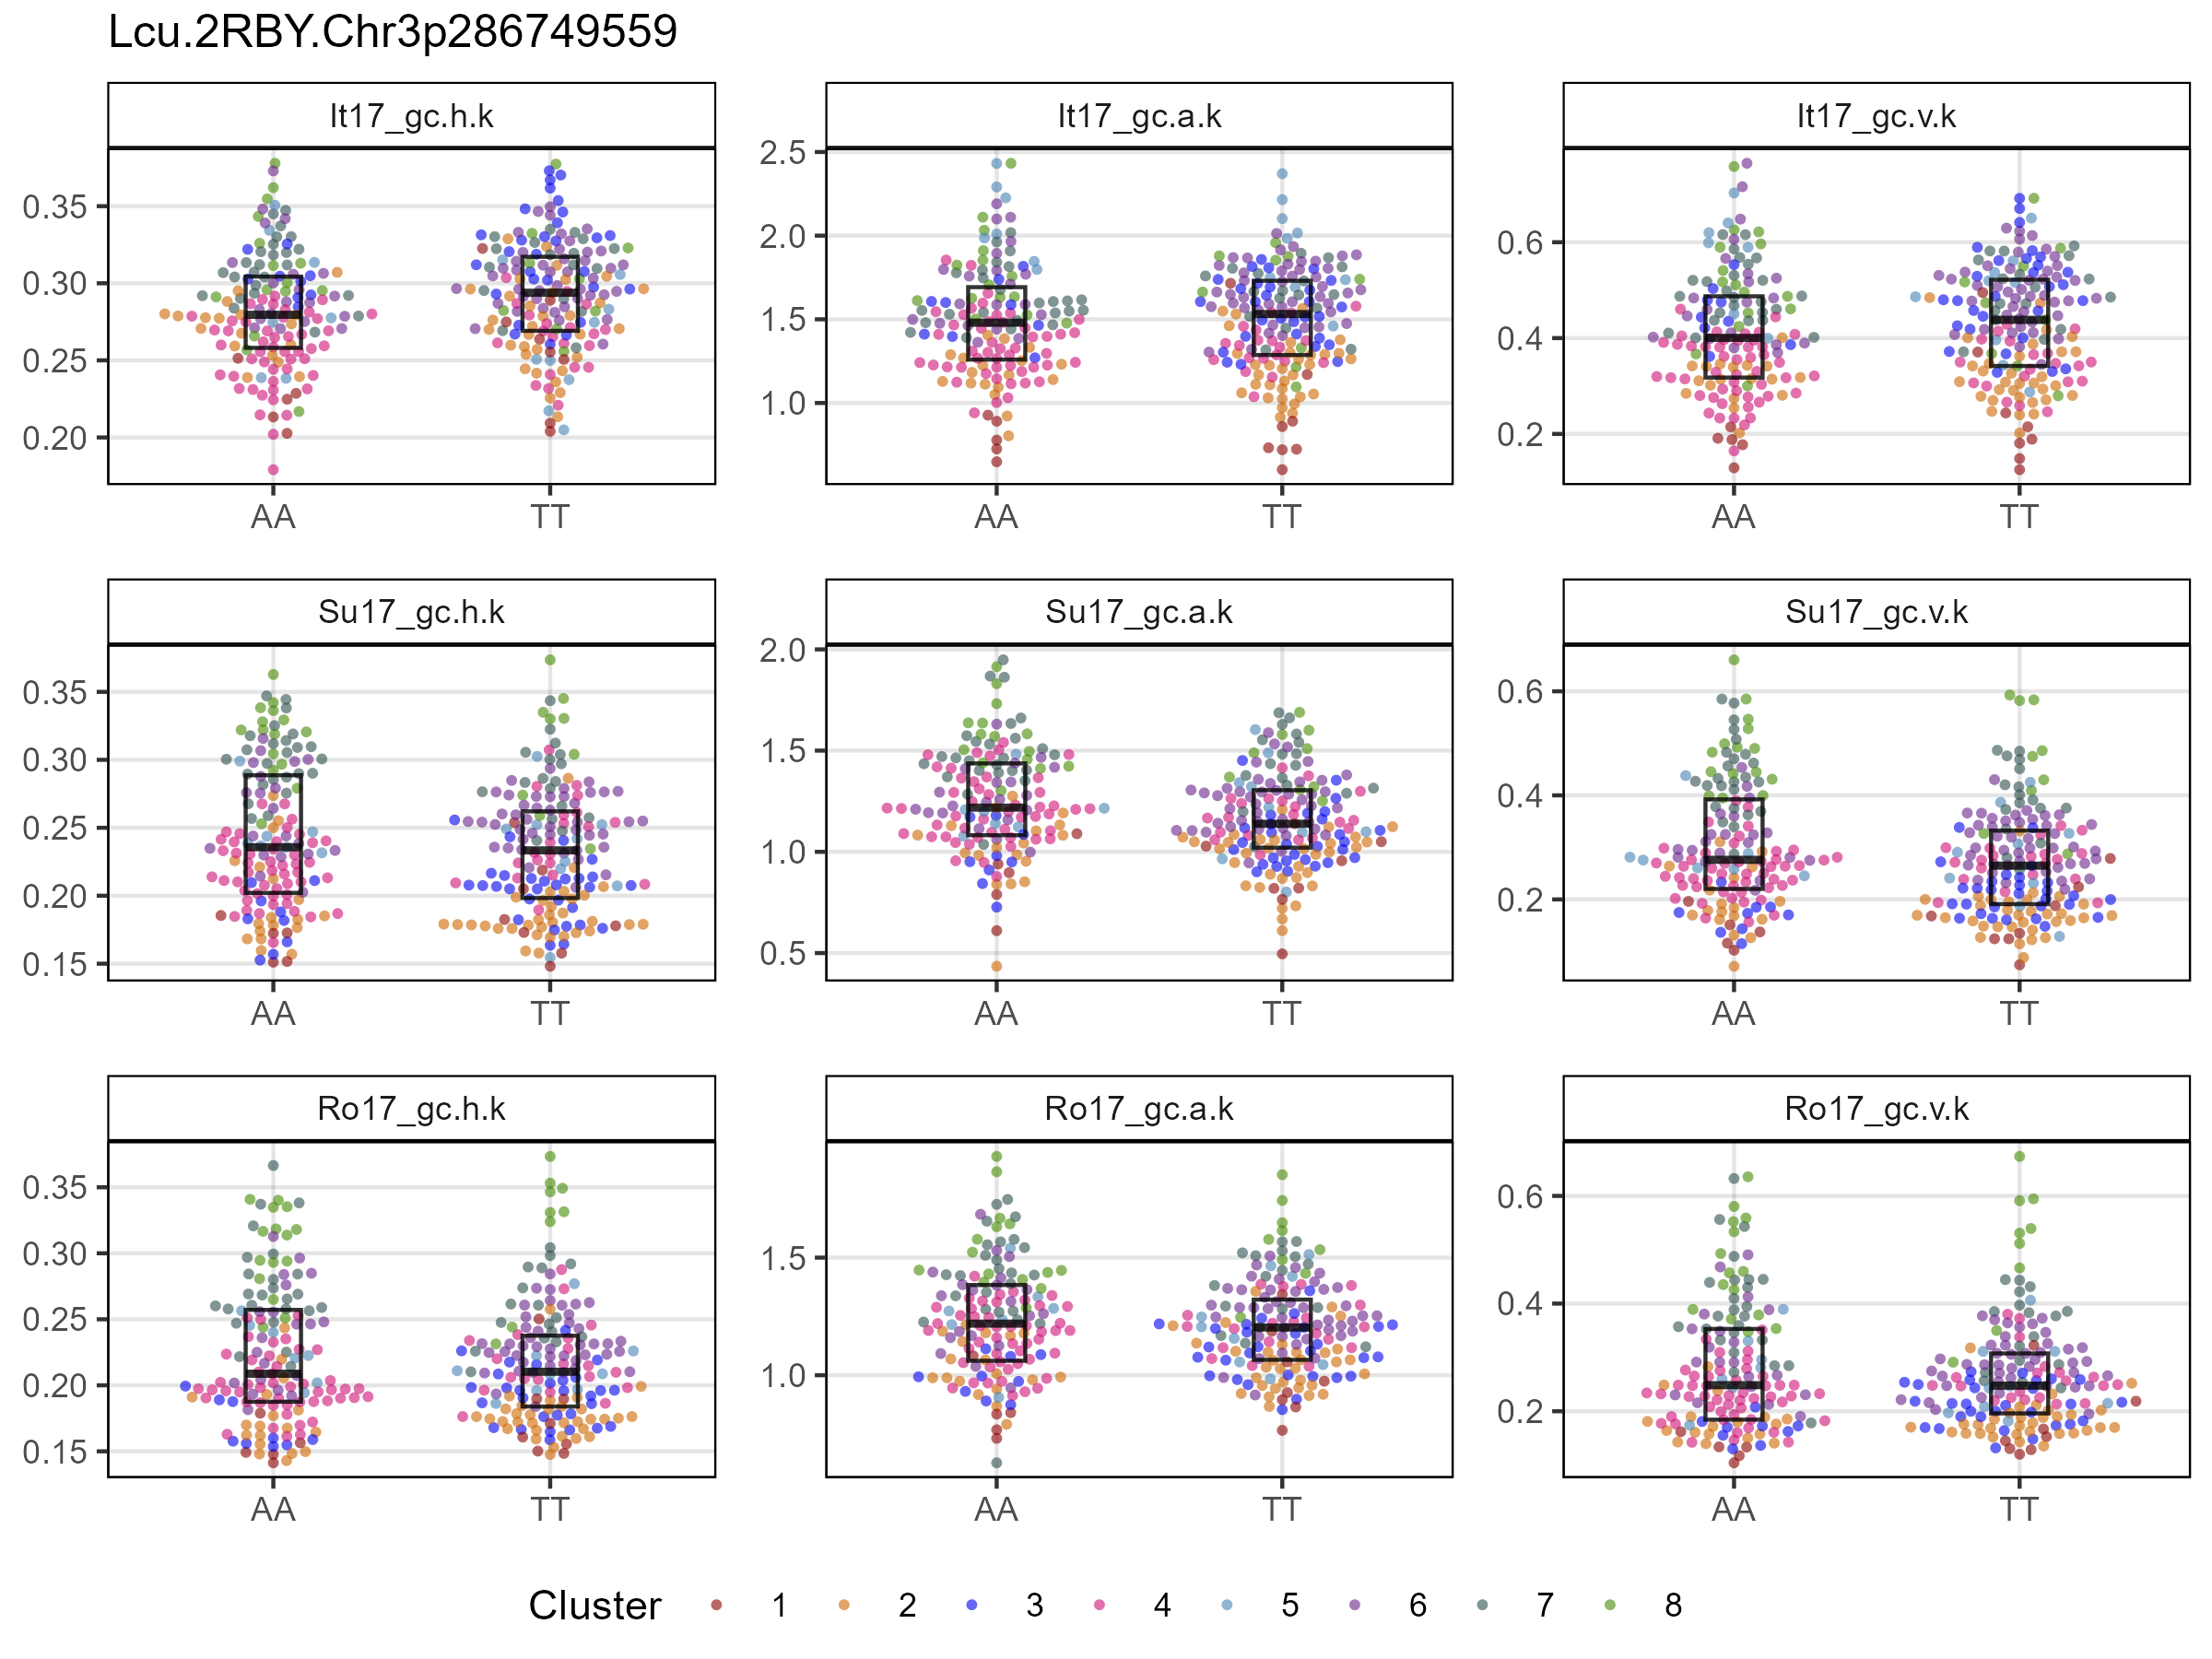 Lcu.2RBY.Chr3p286749559
It17_gc.h.k
It17_gc.a.k
It17_gc.v.k
0.35
0.30
0.25
0.20
AA TT
2.5
2.0
1.5
1.0
AA TT
0.6
0.4
0.2
AA TT
Su17_gc.h.k
Su17_gc.a.k
Su17_gc.v.k
0.35
0.30
0.25
0.20
0.15
AA TT
2.0
1.5
1.0
0.5
AA TT
0.6
0.4
0.2
AA TT
Ro17_gc.h.k
Ro17_gc.a.k
Ro17_gc.v.k
0.35
0.30
0.25
0.20
0.15
AA TT
1.5
1.0
AA TT
0.6
0.4
0.2
AA TT
Cluster 1 2 3 4 5 6 7 8